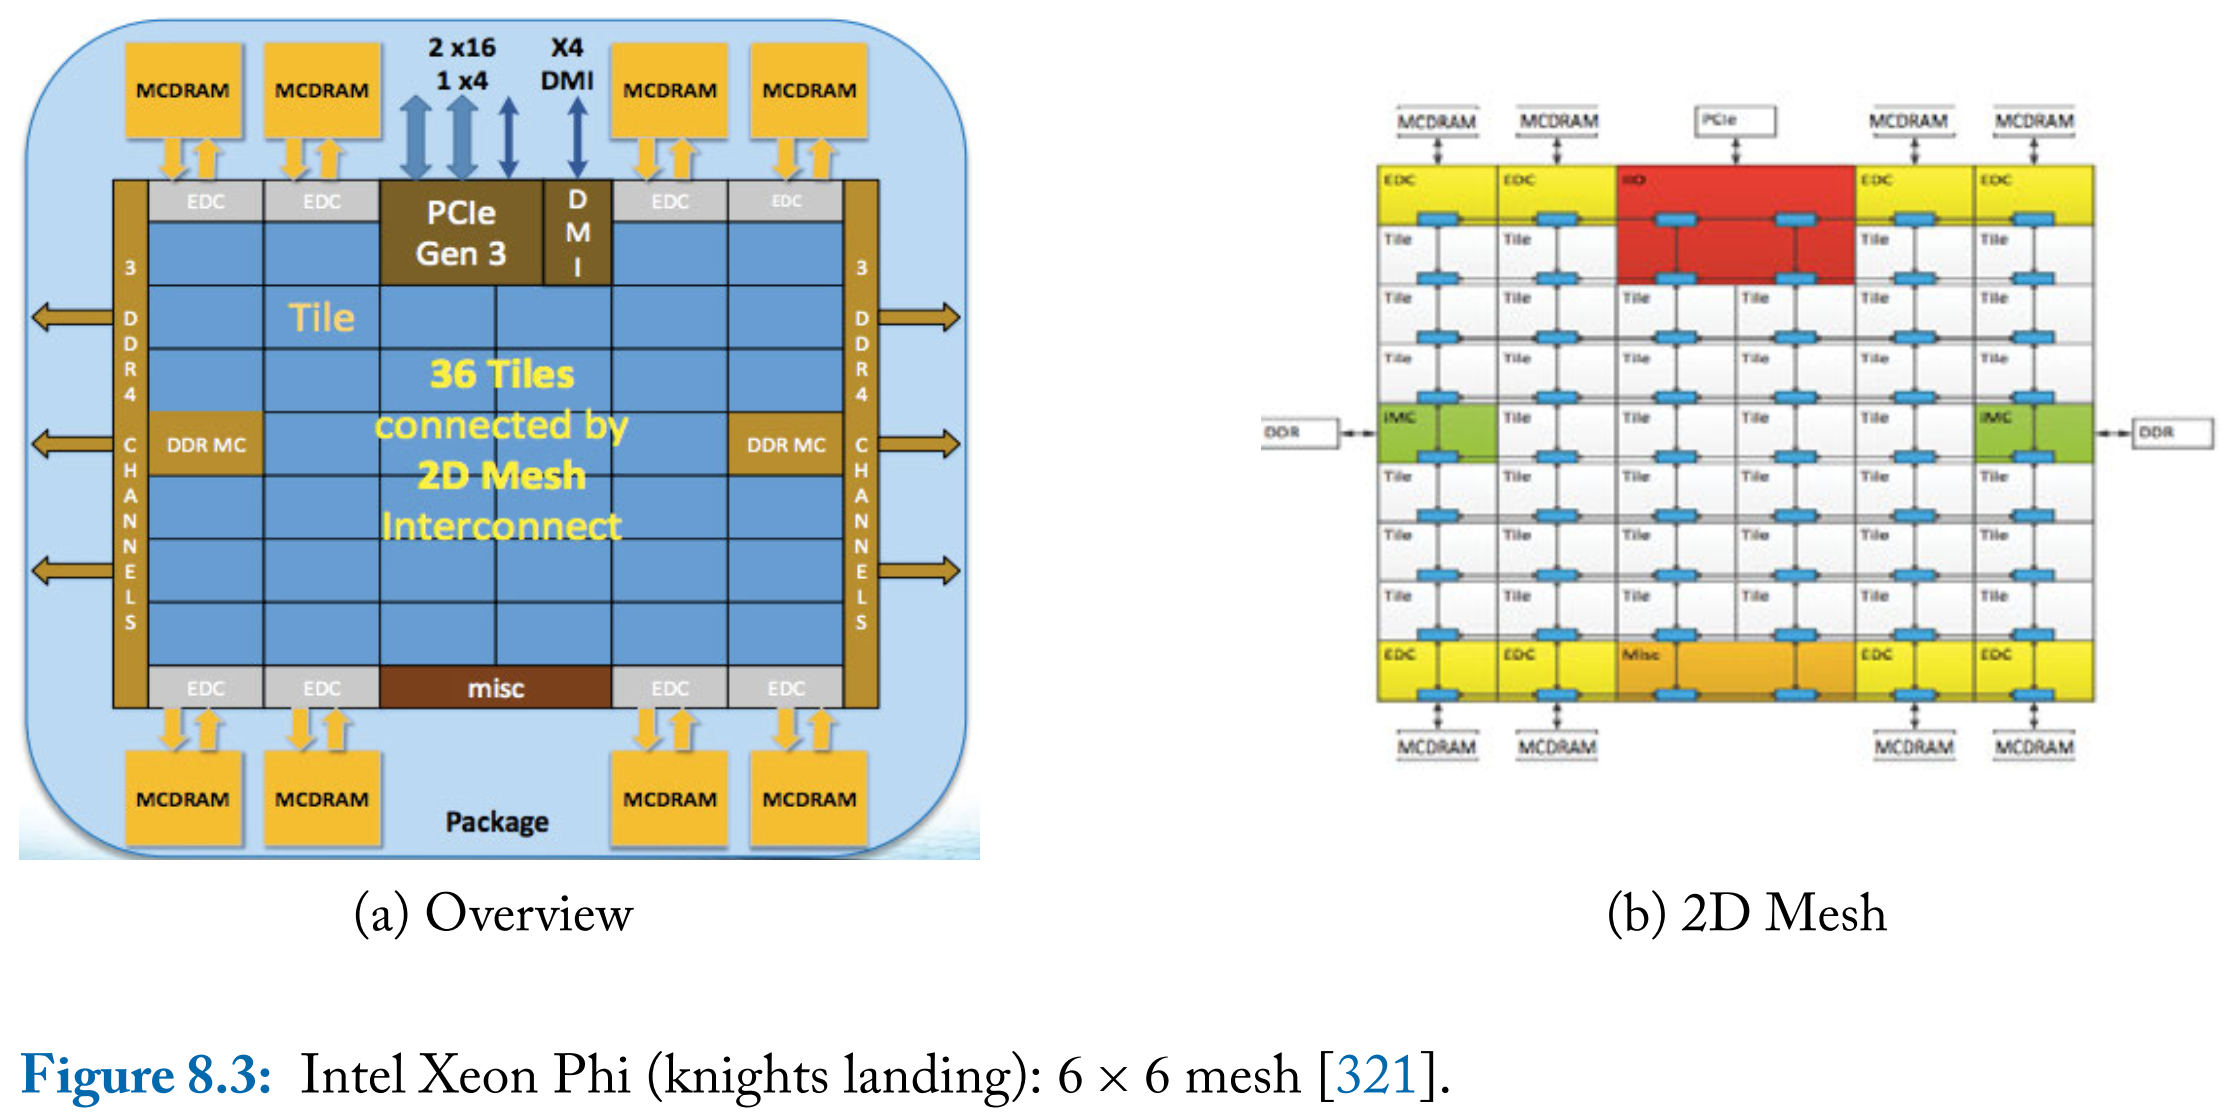 MCDRAM MCDRAM 2 x16 X4 MCDRAM MCDRAM
1 x4 DMI
EDC EDC PCIe Gen 3 DMI EDC EDC
3 DDR4 CHANNELS
3 DDR4 CHANNELS
Tile
36 Tiles
connected by
DDR MC DDR MC
2D Mesh
Interconnect
EDC EDC misc EDC EDC
MCDRAM MCDRAM MCDRAM MCDRAM
Package
(a) Overview
MCDRAM MCDRAM PCIe MCDRAM MCDRAM
EDC EDC IIO EDC EDC
Tile Tile Tile Tile
Tile Tile Tile Tile Tile Tile
Tile Tile Tile Tile Tile Tile
DDR IMC Tile Tile Tile Tile IMC DDR
Tile Tile Tile Tile Tile Tile
Tile Tile Tile Tile Tile Tile
Tile Tile Tile Tile Tile Tile
EDC EDC Misc EDC EDC
MCDRAM MCDRAM MCDRAM MCDRAM
(b) 2D Mesh
Figure 8.3: Intel Xeon Phi (knights landing): 6 × 6 mesh [321].